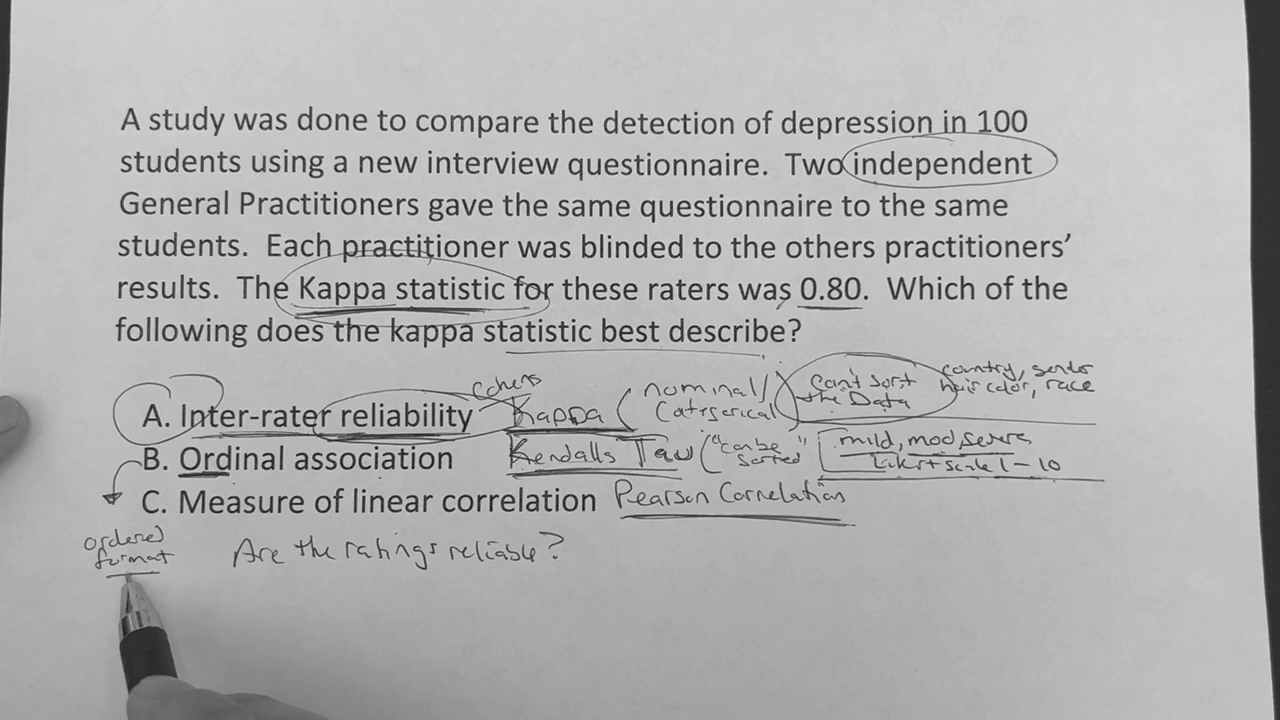 A study was done to compare the detection of depression in 100
students using a new interview questionnaire. Two independent
General Practitioners gave the same questionnaire to the same
students. Each practitioner was blinded to the others practitioners’
results. The Kappa statistic for these raters was 0.80. Which of the
following does the kappa statistic best describe?
A. Inter-rater reliability cohens Kappa (nominal/ Categorical) can't sort the Data country, gender hair color, race
B. Ordinal association Kendalls Tau ("can be sorted" mild, mod, severe Likert scale 1-10
C. Measure of linear correlation Pearson Correlation
ordered
format
Are the ratings reliable?